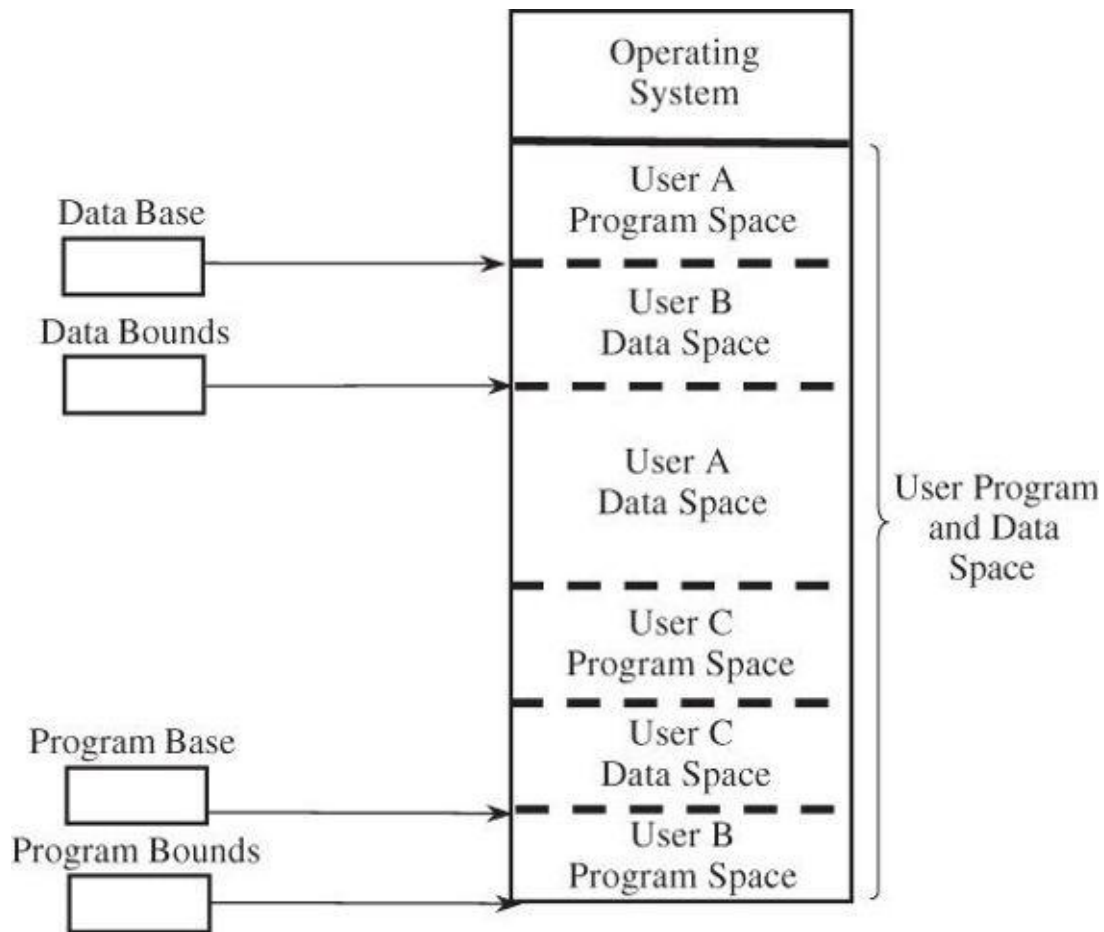 Operating
System
User A
Program Space
Data Base
User B
Data Space
Data Bounds
User A
Data Space
User Program
and Data
Space
User C
Program Space
Program Base
User C
Data Space
Program Bounds
User B
Program Space